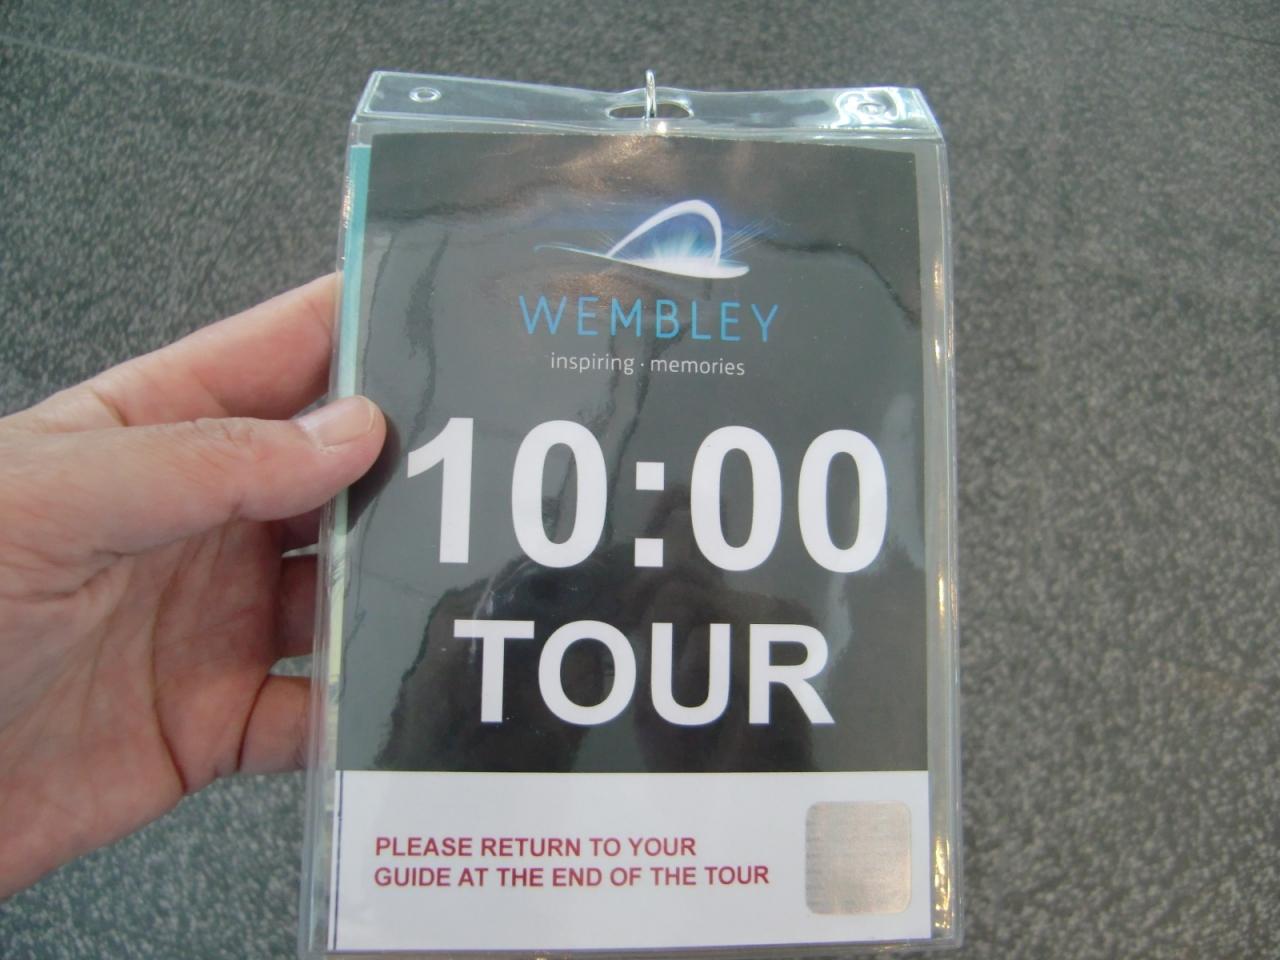 WEMBLEY
inspiring · memories
10:00
TOUR
PLEASE RETURN TO YOUR
GUIDE AT THE END OF THE TOUR